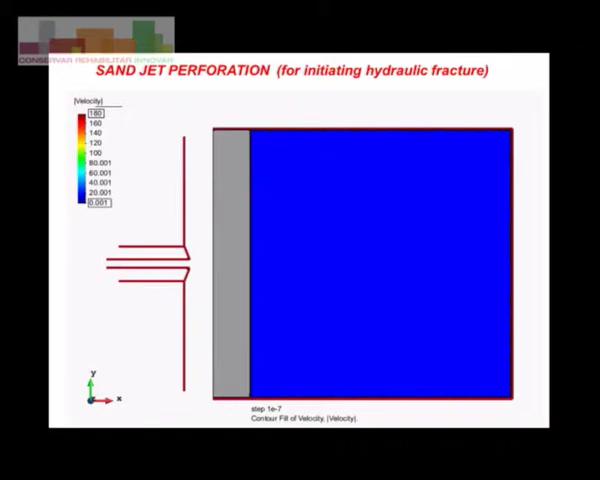 CONSERVAR REHABILITAR INNOVAR
SAND JET PERFORATION (for initiating hydraulic fracture)
|Velocity|
180
160
140
120
100
80.001
60.001
40.001
20.001
0.001
y
x
step 1e-7
Contour Fill of Velocity, |Velocity|.